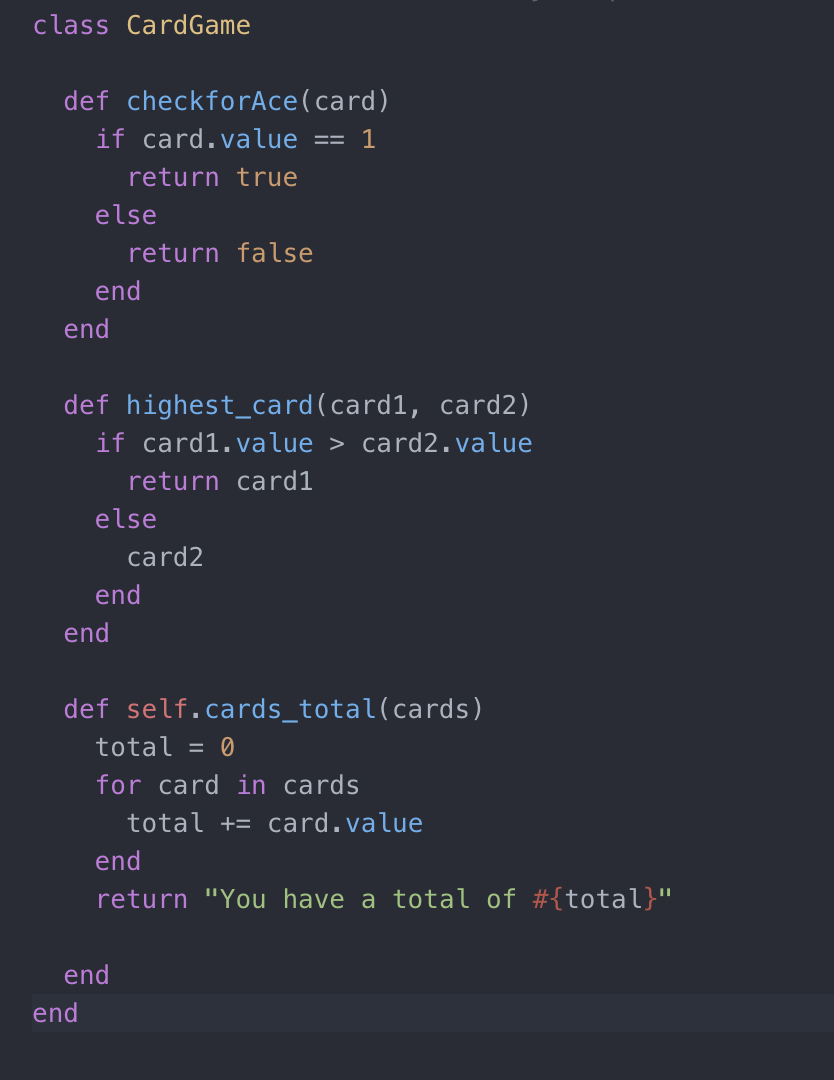 class CardGame
def checkforAce(card)
if card.value == 1
return true
else
return false
end
end
def highest_card(card1, card2)
if card1.value > card2.value
return card1
else
card2
end
end
def self.cards_total(cards)
total = 0
for card in cards
total += card.value
end
return "You have a total of #{total}"
end
end